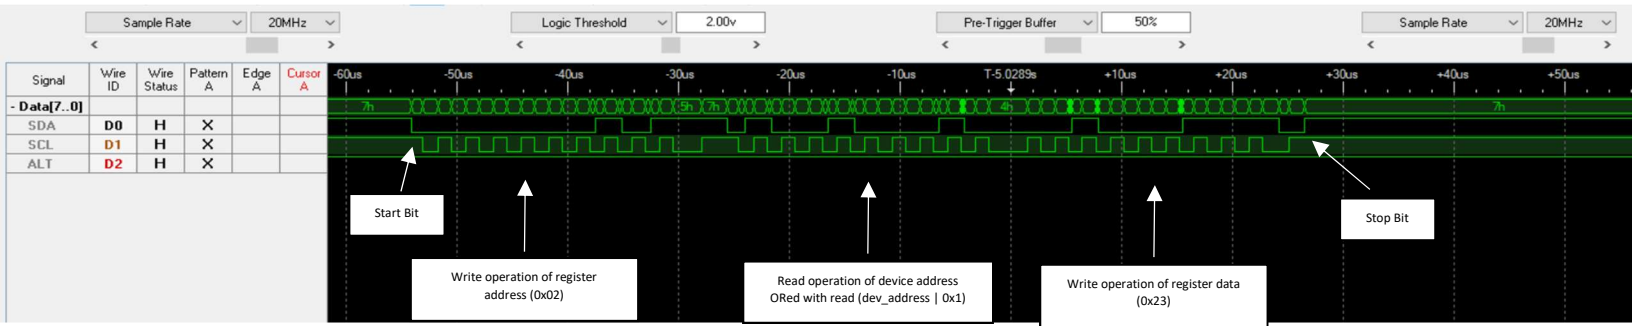 Sample Rate 20MHz Logic Threshold 2.00v Pre-Trigger Buffer 50% Sample Rate 20MHz
Signal Wire ID Wire Status Pattern A Edge A Cursor A -60us -50us -40us -30us -20us -10us T-5.0289s +10us +20us +30us +40us +50us
- Data[7..0] 7h 5h 7h 4h 7h
SDA D0 H X
SCL D1 H X
ALT D2 H X
Start Bit
Stop Bit
Write operation of register
address (0x02)
Read operation of device address
ORed with read (dev_address | 0x1)
Write operation of register data
(0x23)